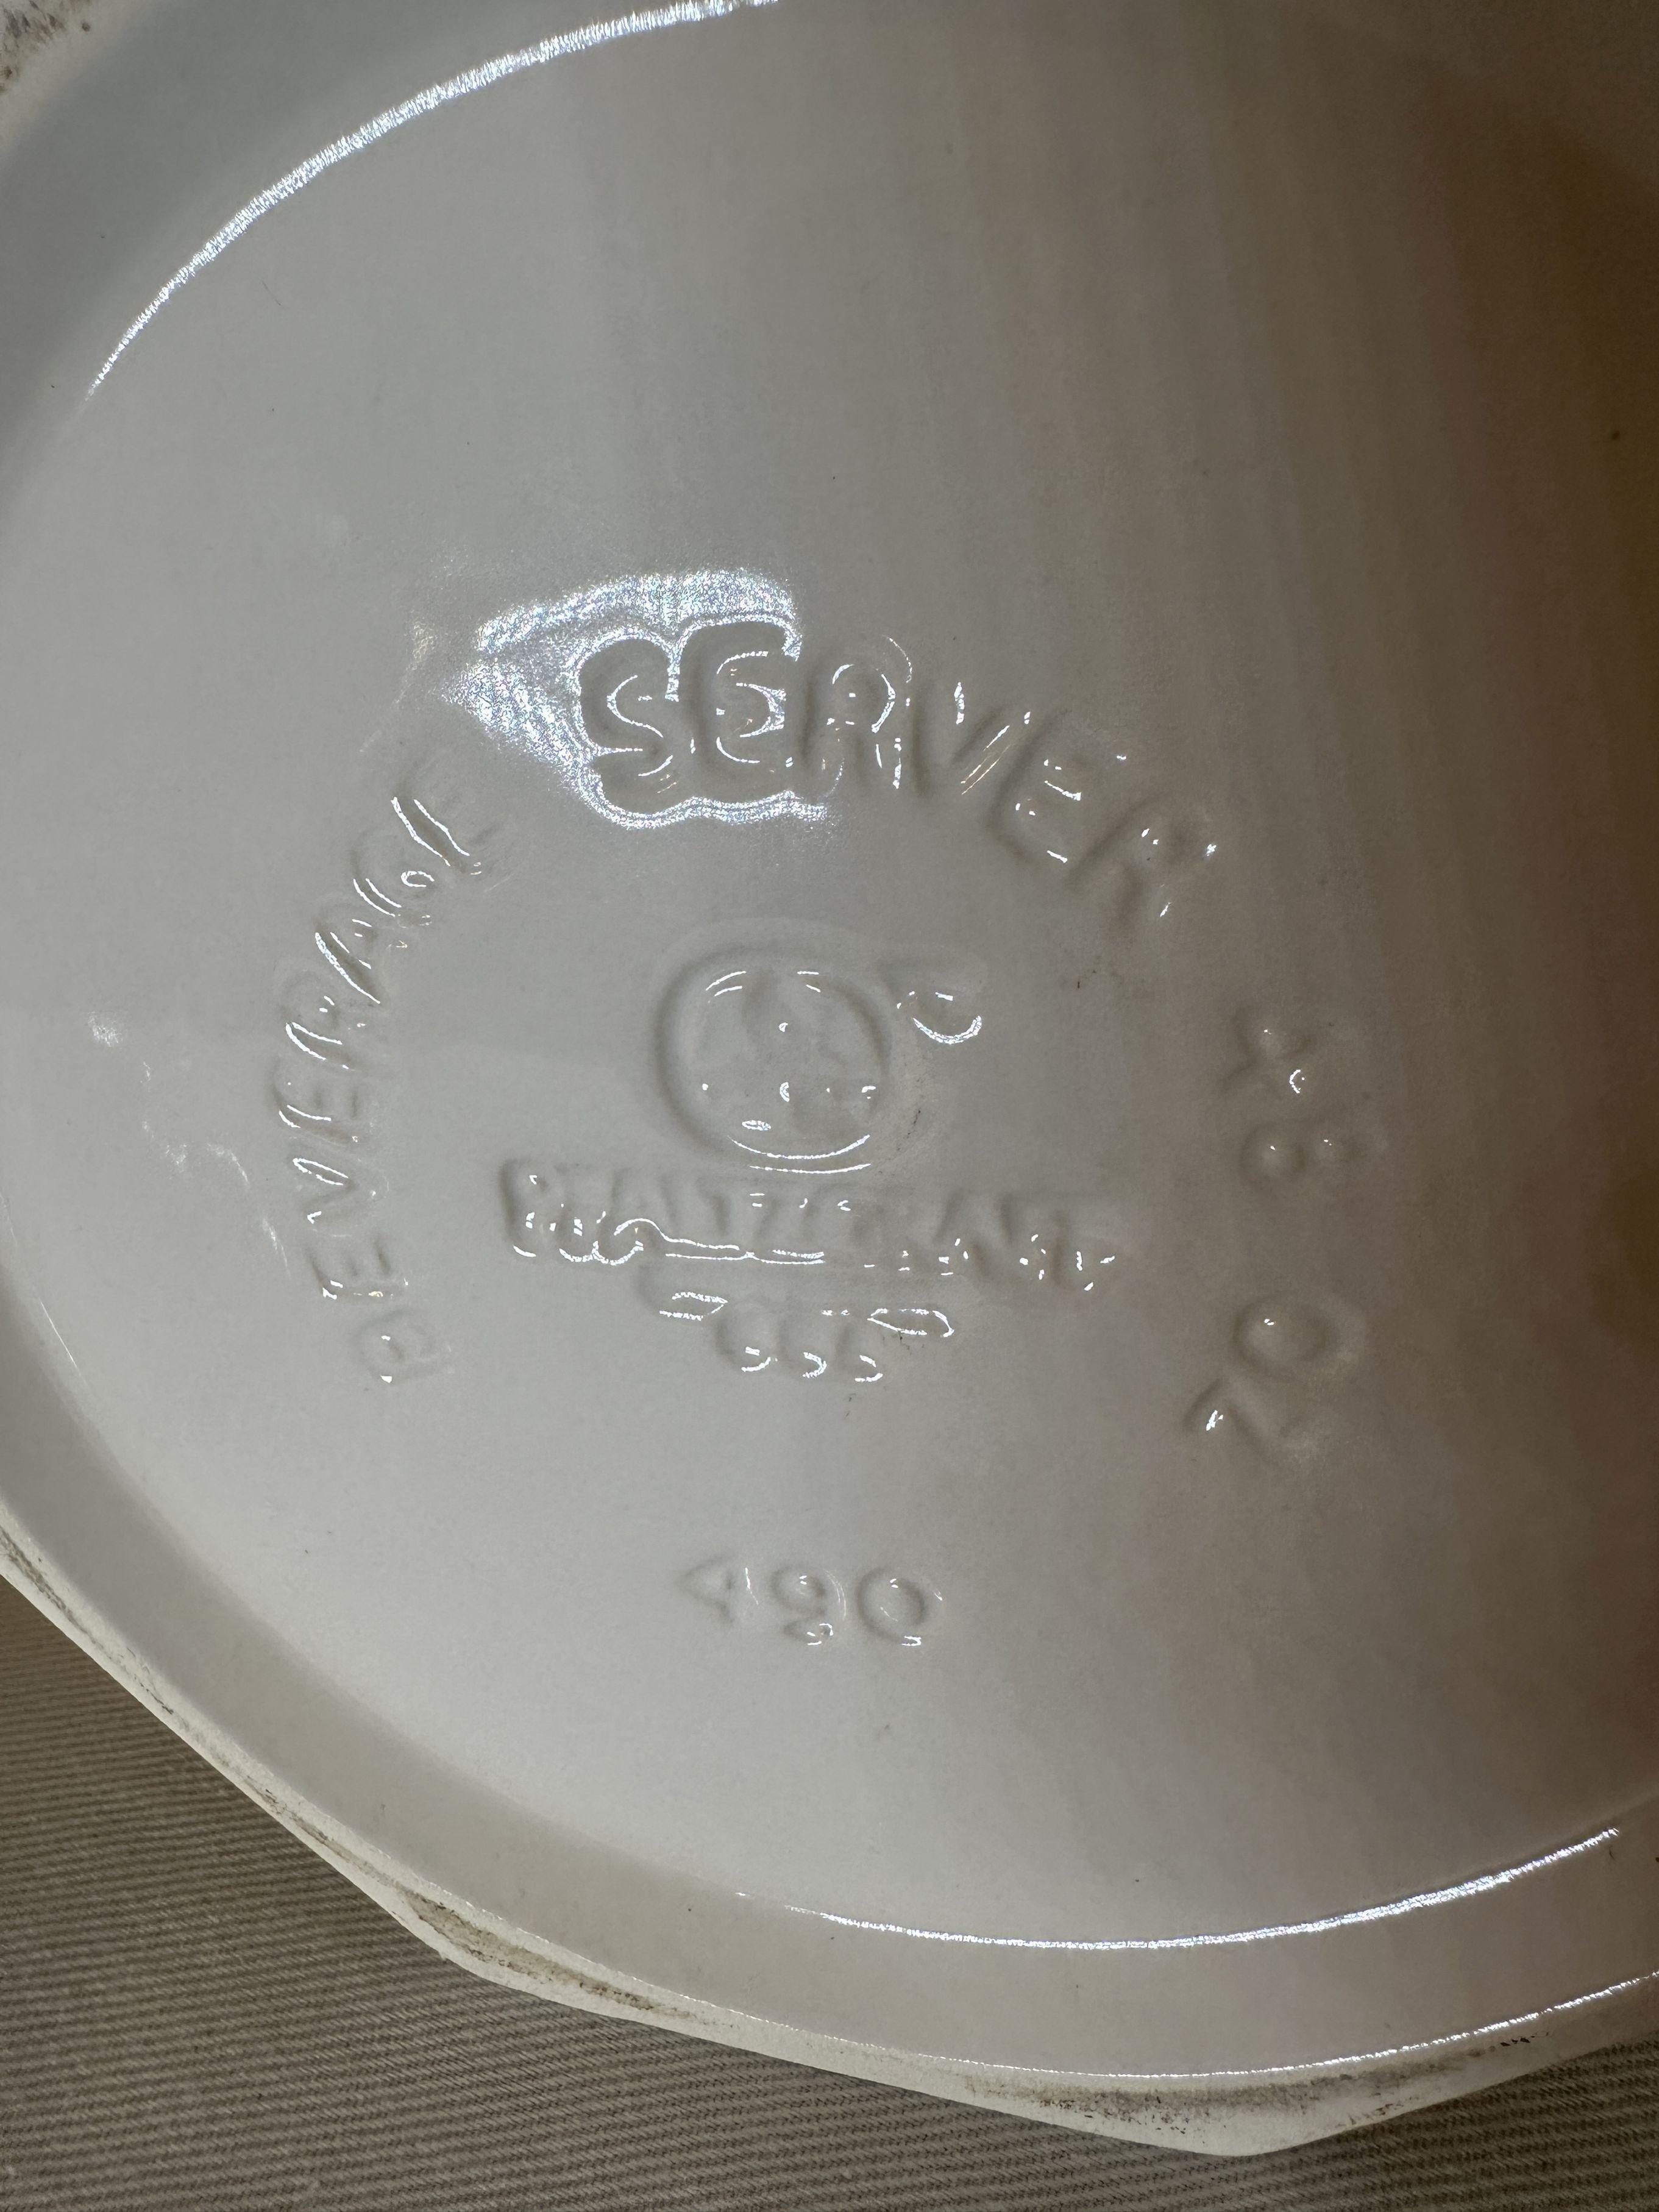 BEVERAGE SERVER 48 OZ
PFALTZGRAFF
490